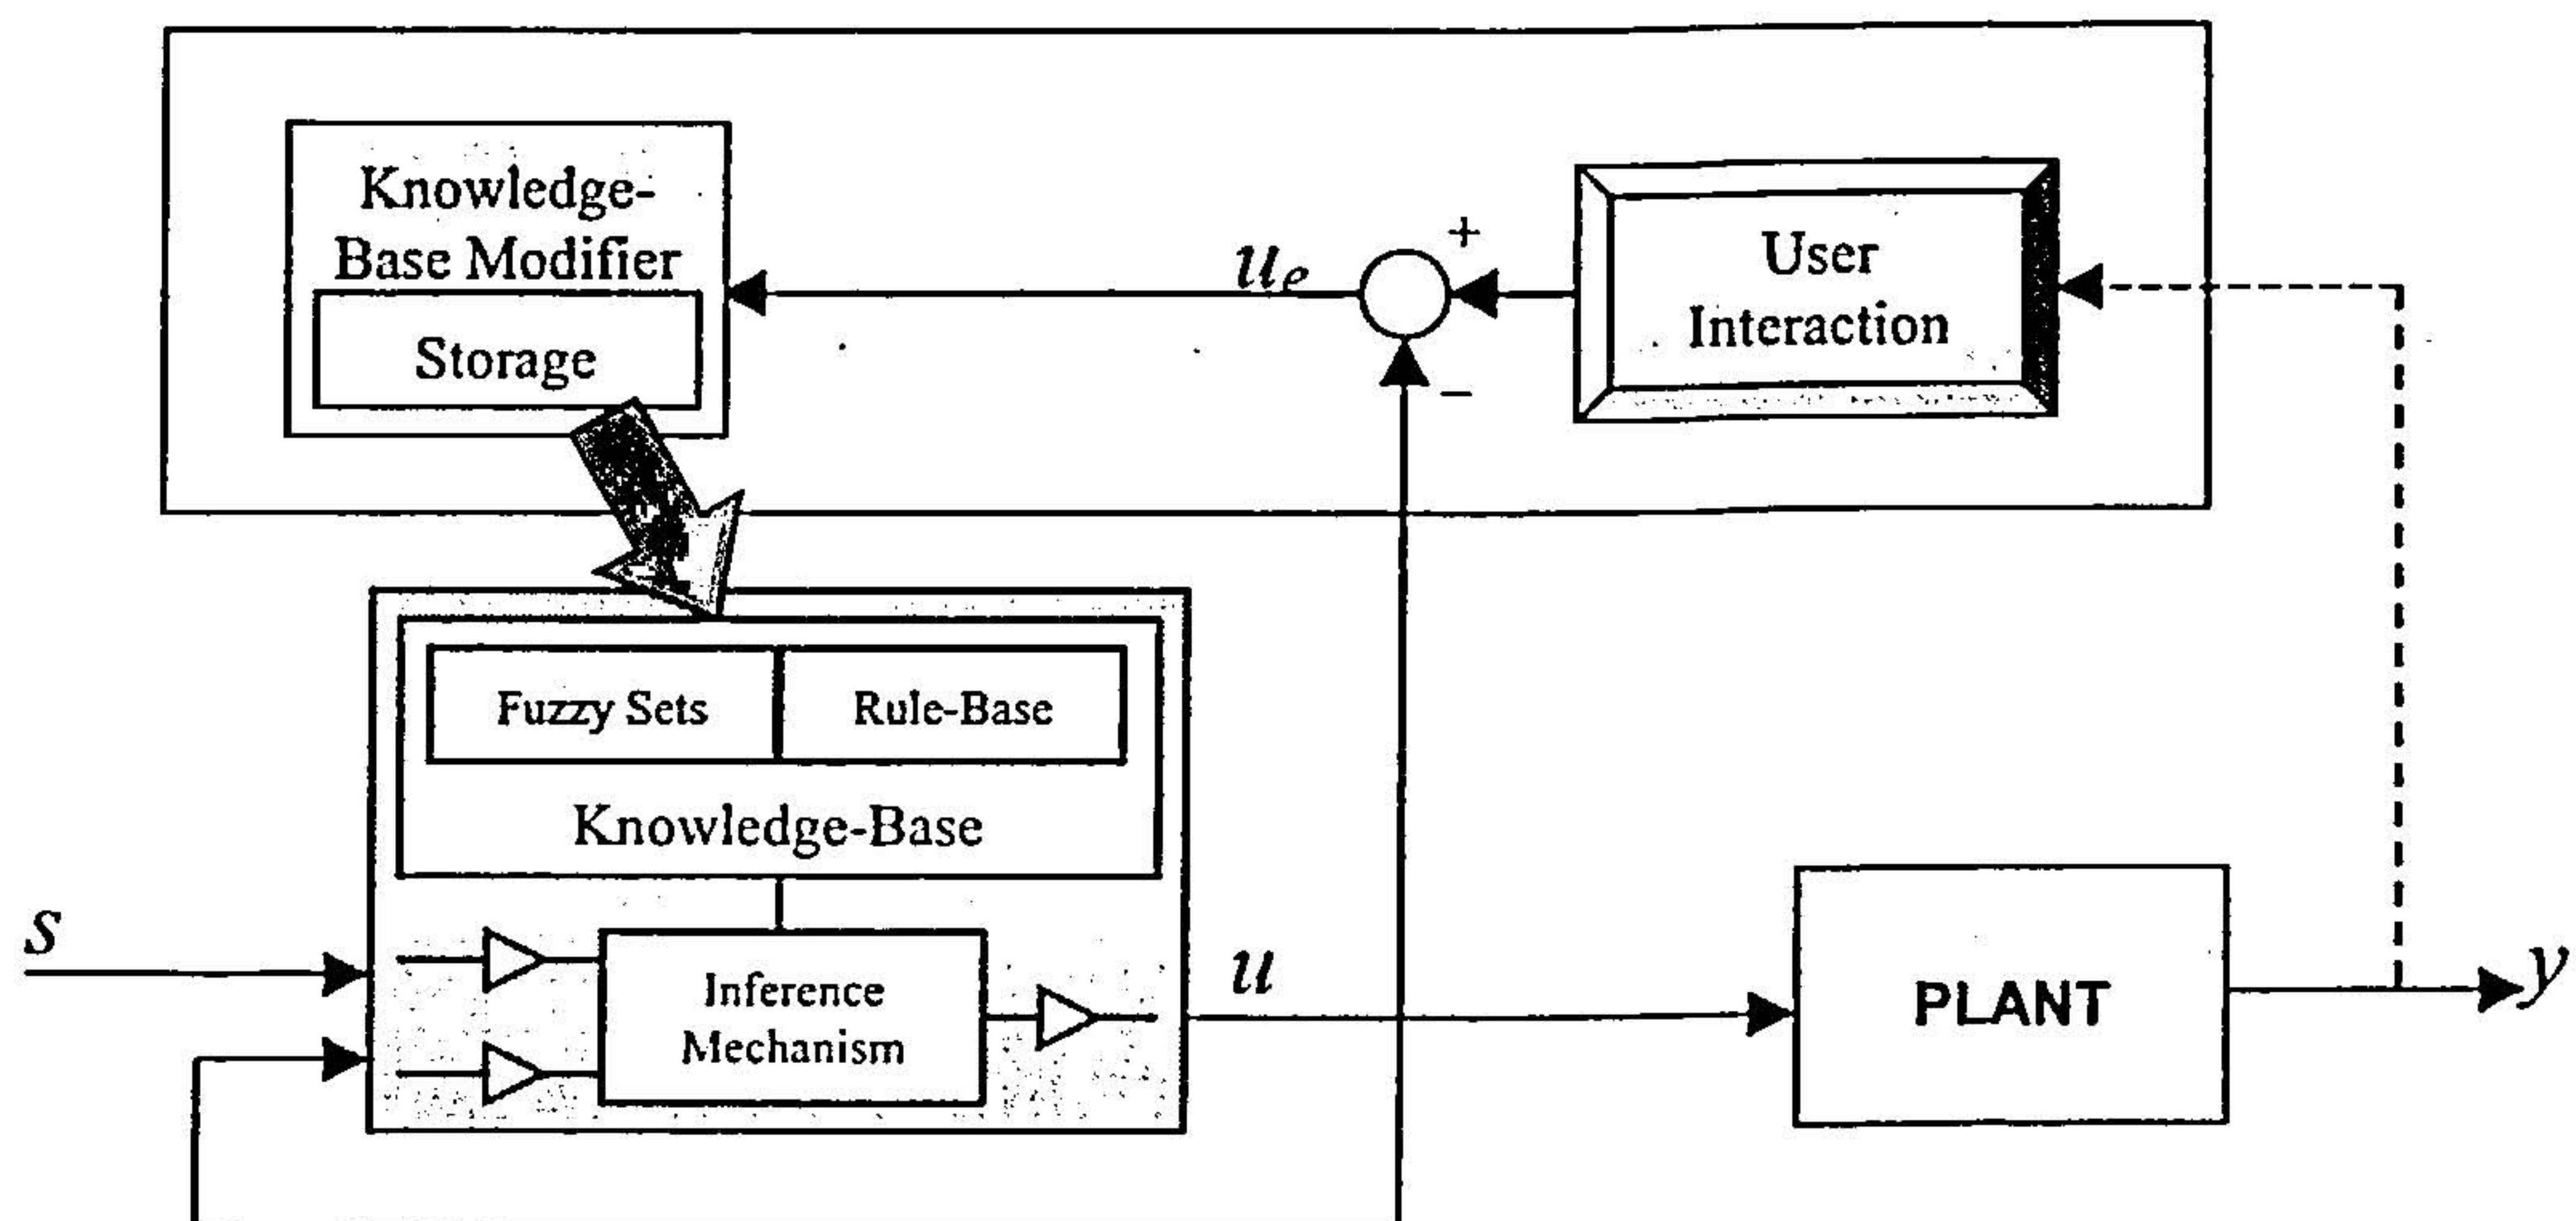 Knowledge-
Base Modifier
Storage
u_e
+
−
User
Interaction
Fuzzy Sets
Rule-Base
Knowledge-Base
s
Inference
Mechanism
u
PLANT
y